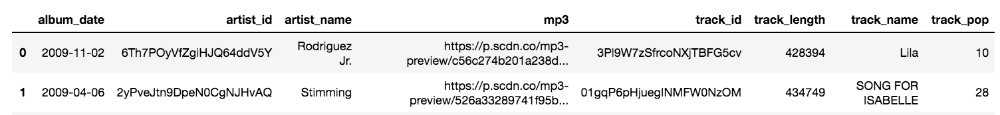 album_date artist_id artist_name mp3 track_id track_length track_name track_pop
0 2009-11-02 6Th7POyVfZgiHJQ64ddV5Y Rodriguez Jr. https://p.scdn.co/mp3-preview/c56c274b201a238d... 3Pl9W7zSfrcoNXjTBFG5cv 428394 Lila 10
1 2009-04-06 2yPveJtn9DpeN0CgNJHvAQ Stimming https://p.scdn.co/mp3-preview/526a33289741f95b... 01gqP6pHjueglNMFW0NzOM 434749 SONG FOR ISABELLE 28